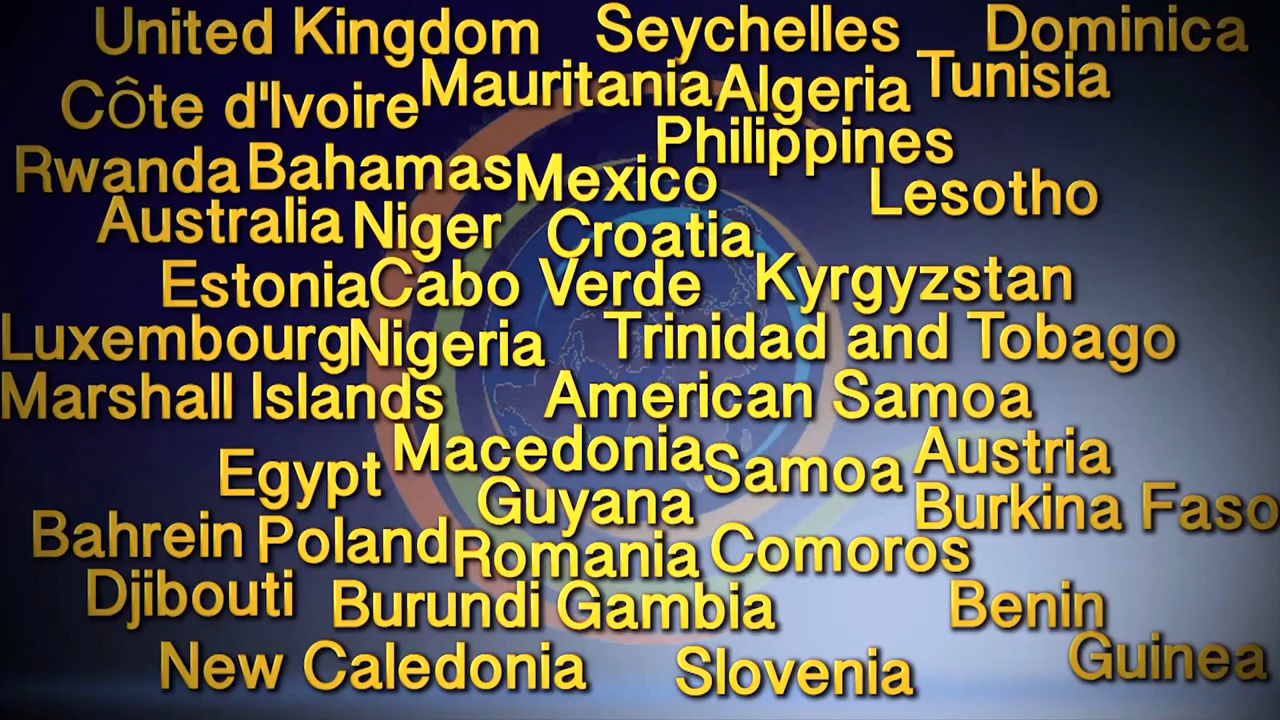 United Kingdom Seychelles Dominica
Côte d'Ivoire Mauritania Algeria Tunisia
Philippines
Rwanda Bahamas Mexico Lesotho
Australia Niger Croatia
Estonia Cabo Verde Kyrgyzstan
Luxembourg Nigeria Trinidad and Tobago
Marshall Islands American Samoa
Egypt Macedonia Samoa Austria
Guyana Burkina Faso
Bahrein Poland Romania Comoros
Djibouti Burundi Gambia Benin
New Caledonia Slovenia Guinea